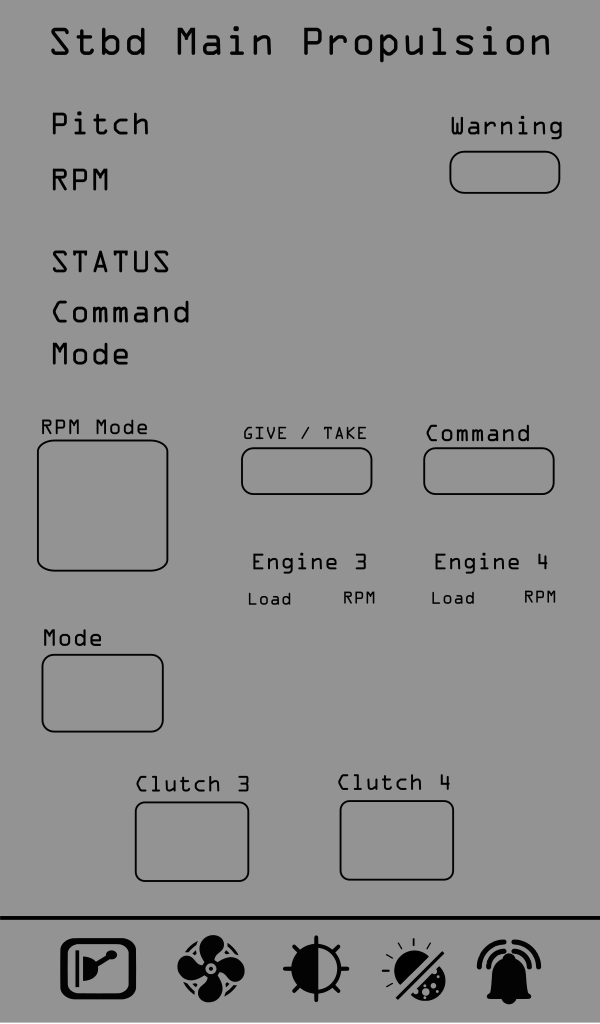 Stbd Main Propulsion
Pitch
Warning
RPM
STATUS
Command
Mode
RPM Mode
GIVE / TAKE
Command
Engine 3
Engine 4
Load RPM
Load RPM
Mode
Clutch 3
Clutch 4